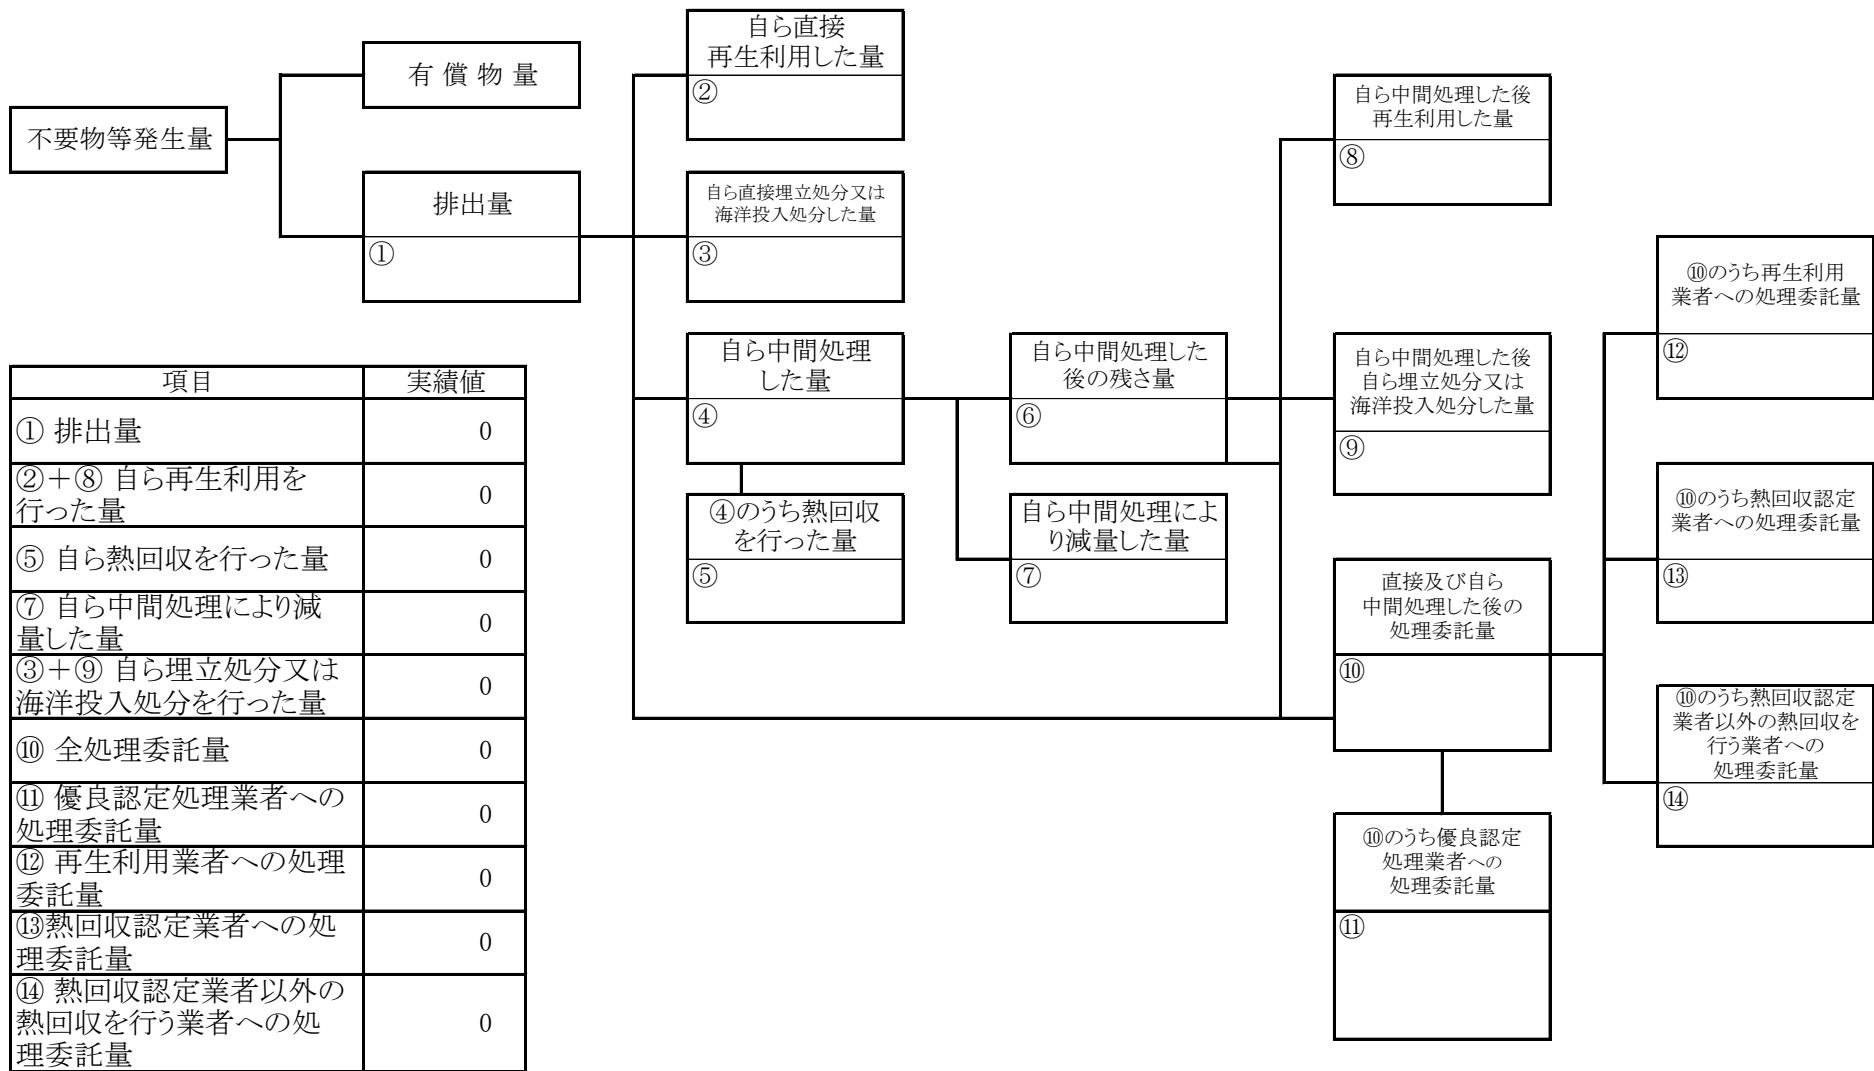 不要物等発生量
有償物量
排出量
①
自ら直接
再生利用した量
②
自ら直接埋立処分又は
海洋投入処分した量
③
自ら中間処理
した量
④
④のうち熱回収
を行った量
⑤
自ら中間処理した
後の残さ量
⑥
自ら中間処理によ
り減量した量
⑦
自ら中間処理した後
再生利用した量
⑧
自ら中間処理した後
自ら埋立処分又は
海洋投入処分した量
⑨
直接及び自ら
中間処理した後の
処理委託量
⑩
⑩のうち優良認定
処理業者への
処理委託量
⑪
⑩のうち再生利用
業者への処理委託量
⑫
⑩のうち熱回収認定
業者への処理委託量
⑬
⑩のうち熱回収認定
業者以外の熱回収を
行う業者への
処理委託量
⑭
項目 実績値
① 排出量 0
②＋⑧ 自ら再生利用を
行った量 0
⑤ 自ら熱回収を行った量 0
⑦ 自ら中間処理により減
量した量 0
③＋⑨ 自ら埋立処分又は
海洋投入処分を行った量 0
⑩ 全処理委託量 0
⑪ 優良認定処理業者への
処理委託量 0
⑫ 再生利用業者への処理
委託量 0
⑬熱回収認定業者への処
理委託量 0
⑭ 熱回収認定業者以外の
熱回収を行う業者への処
理委託量 0